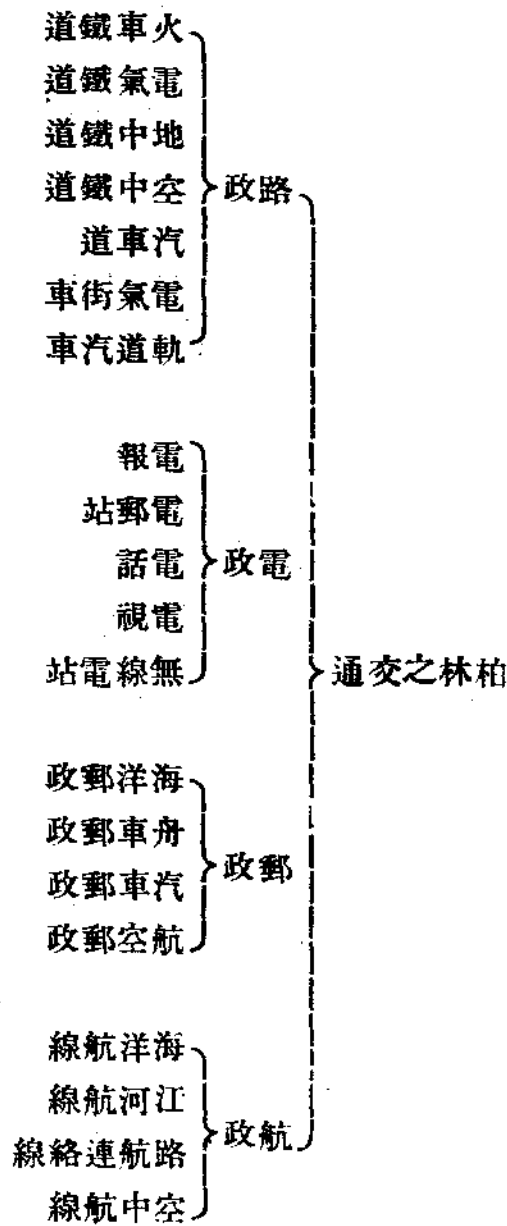 柏林之交通
路政
火車鐵道
電氣鐵道
地中鐵道
空中鐵道
汽車道
電氣街車
軌道汽車
電政
電報
電郵站
電話
電視
無線電站
郵政
海洋郵政
舟車郵政
汽車郵政
航空郵政
航政
海洋航線
江河航線
路航連絡線
空中航線